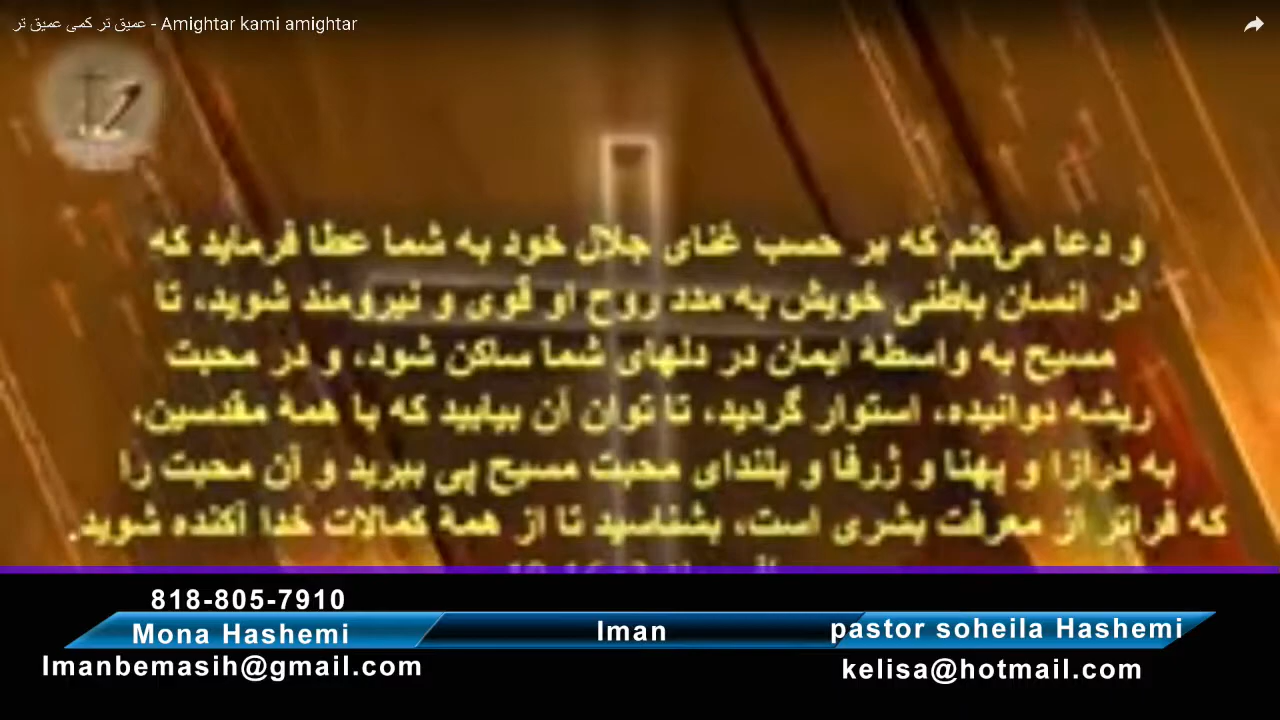 عمیق تر کمی عمیق تر - Amightar kami amightar
و دعا می‌کنم که بر حسب غنای جلال خود به شما عطا فرماید که
در انسان باطنی خویش به مدد روح او قوی و نیرومند شوید، تا
مسیح به واسطهٔ ایمان در دلهای شما ساکن شود، و در محبت
ریشه دوانیده، استوار گردید، تا توان آن بیابید که با همهٔ مقدسین،
به درازا و پهنا و ژرفا و بلندای محبت مسیح پی ببرید و آن محبت را
که فراتر از معرفت بشری است، بشناسید تا از همهٔ کمالات خدا آکنده شوید.
818-805-7910
Mona Hashemi
Iman
pastor soheila Hashemi
Imanbemasih@gmail.com
kelisa@hotmail.com